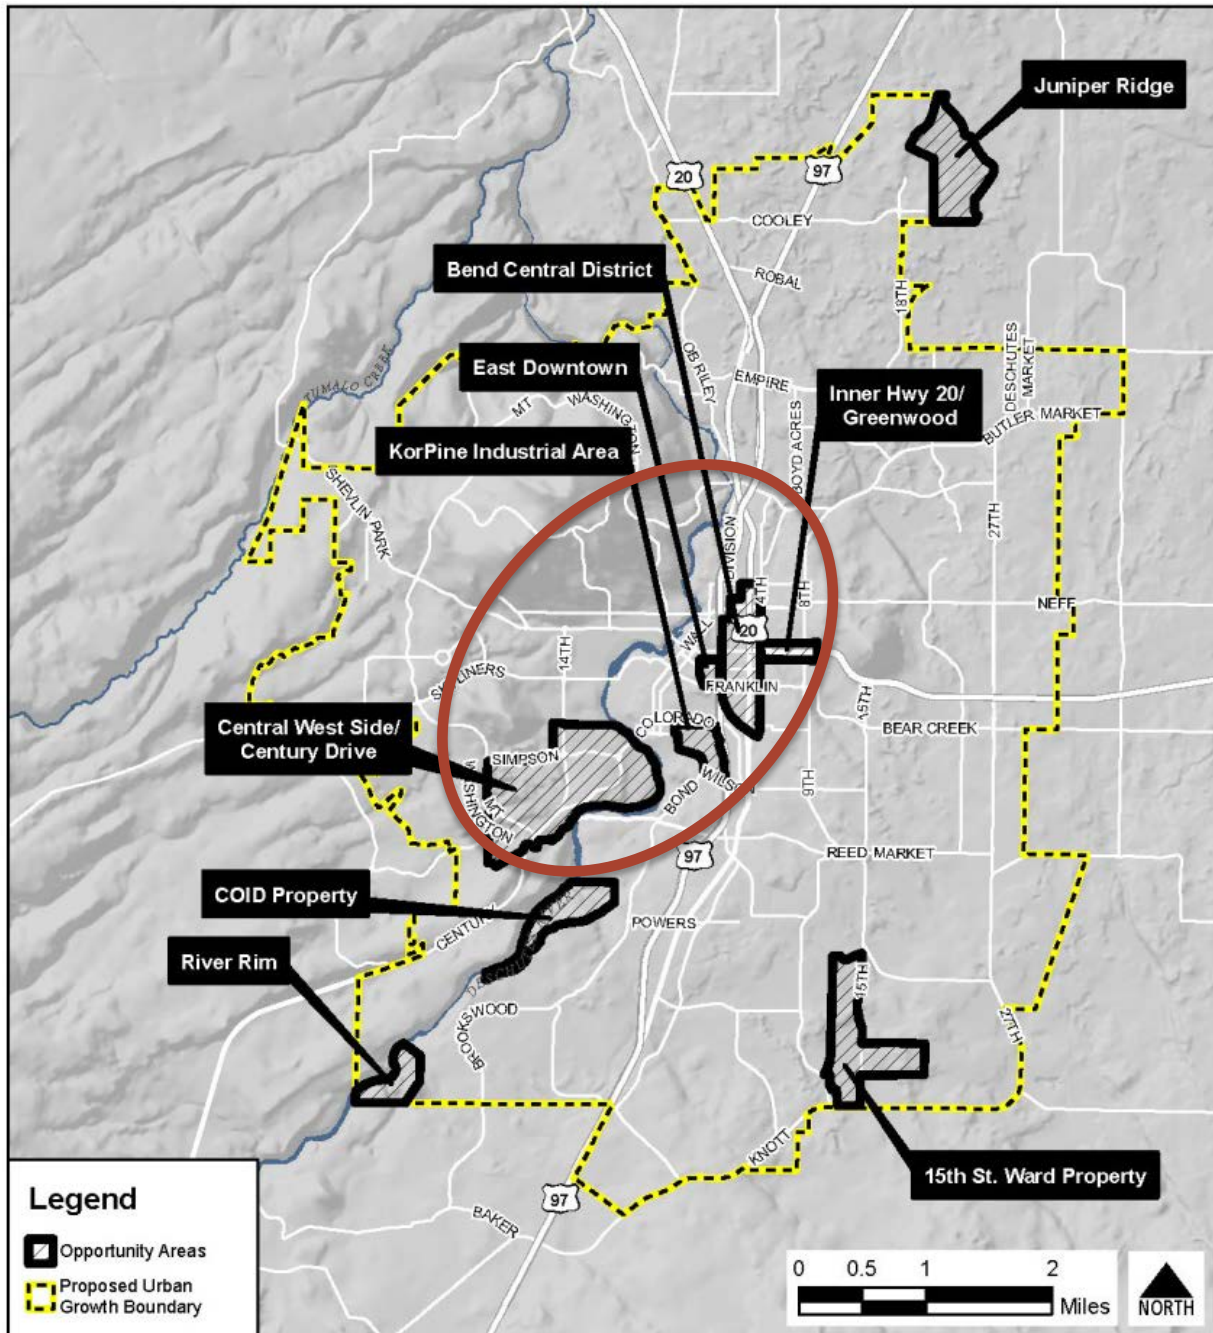 Juniper Ridge
20
97
COOLEY
Bend Central District
ROBAL
18TH
OB RILEY
DESCHUTES
MARKET
TUMALO CREEK
East Downtown
EMPIRE
Inner Hwy 20/
Greenwood
MT
WASHINGTON
BOYD ACRES
BUTLER MARKET
KorPine Industrial Area
SHEVLIN PARK
27TH
DIVISION
4TH
8TH
NEFF
20
WALL
14TH
SKYLINERS
FRANKLIN
15TH
Central West Side/
Century Drive
COLORADO
BEAR CREEK
SIMPSON
WILSON
BOND
9TH
MT
WASHINGTON
97
REED MARKET
COID Property
CENTURY
POWERS
River Rim
DESCHUTES RIVER
15TH
BROOKSWOOD
27TH
KNOTT
15th St. Ward Property
97
BAKER
Legend
Opportunity Areas
Proposed Urban
Growth Boundary
0 0.5 1 2
Miles
NORTH